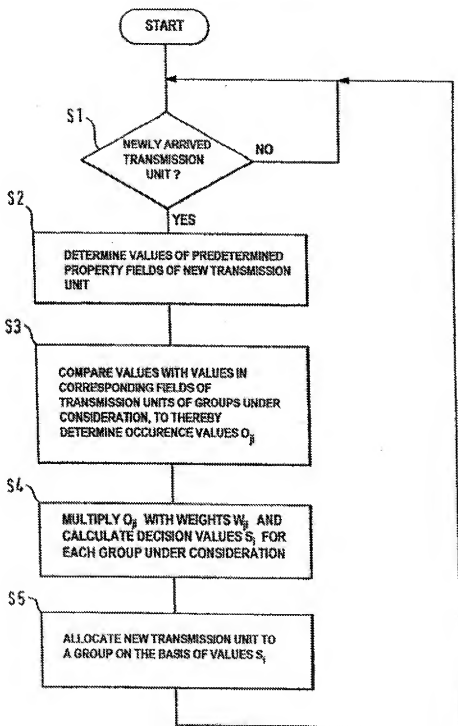 START
S1
NEWLY ARRIVED
TRANSMISSION
UNIT ?
NO
YES
S2
DETERMINE VALUES OF PREDETERMINED
PROPERTY FIELDS OF NEW TRANSMISSION
UNIT
S3
COMPARE VALUES WITH VALUES IN
CORRESPONDING FIELDS OF
TRANSMISSION UNITS OF GROUPS UNDER
CONSIDERATION, TO THEREBY
DETERMINE OCCURENCE VALUES Oji
S4
MULTIPLY Oji WITH WEIGHTS Wji AND
CALCULATE DECISION VALUES Si FOR
EACH GROUP UNDER CONSIDERATION
S5
ALLOCATE NEW TRANSMISSION UNIT TO
A GROUP ON THE BASIS OF VALUES Si